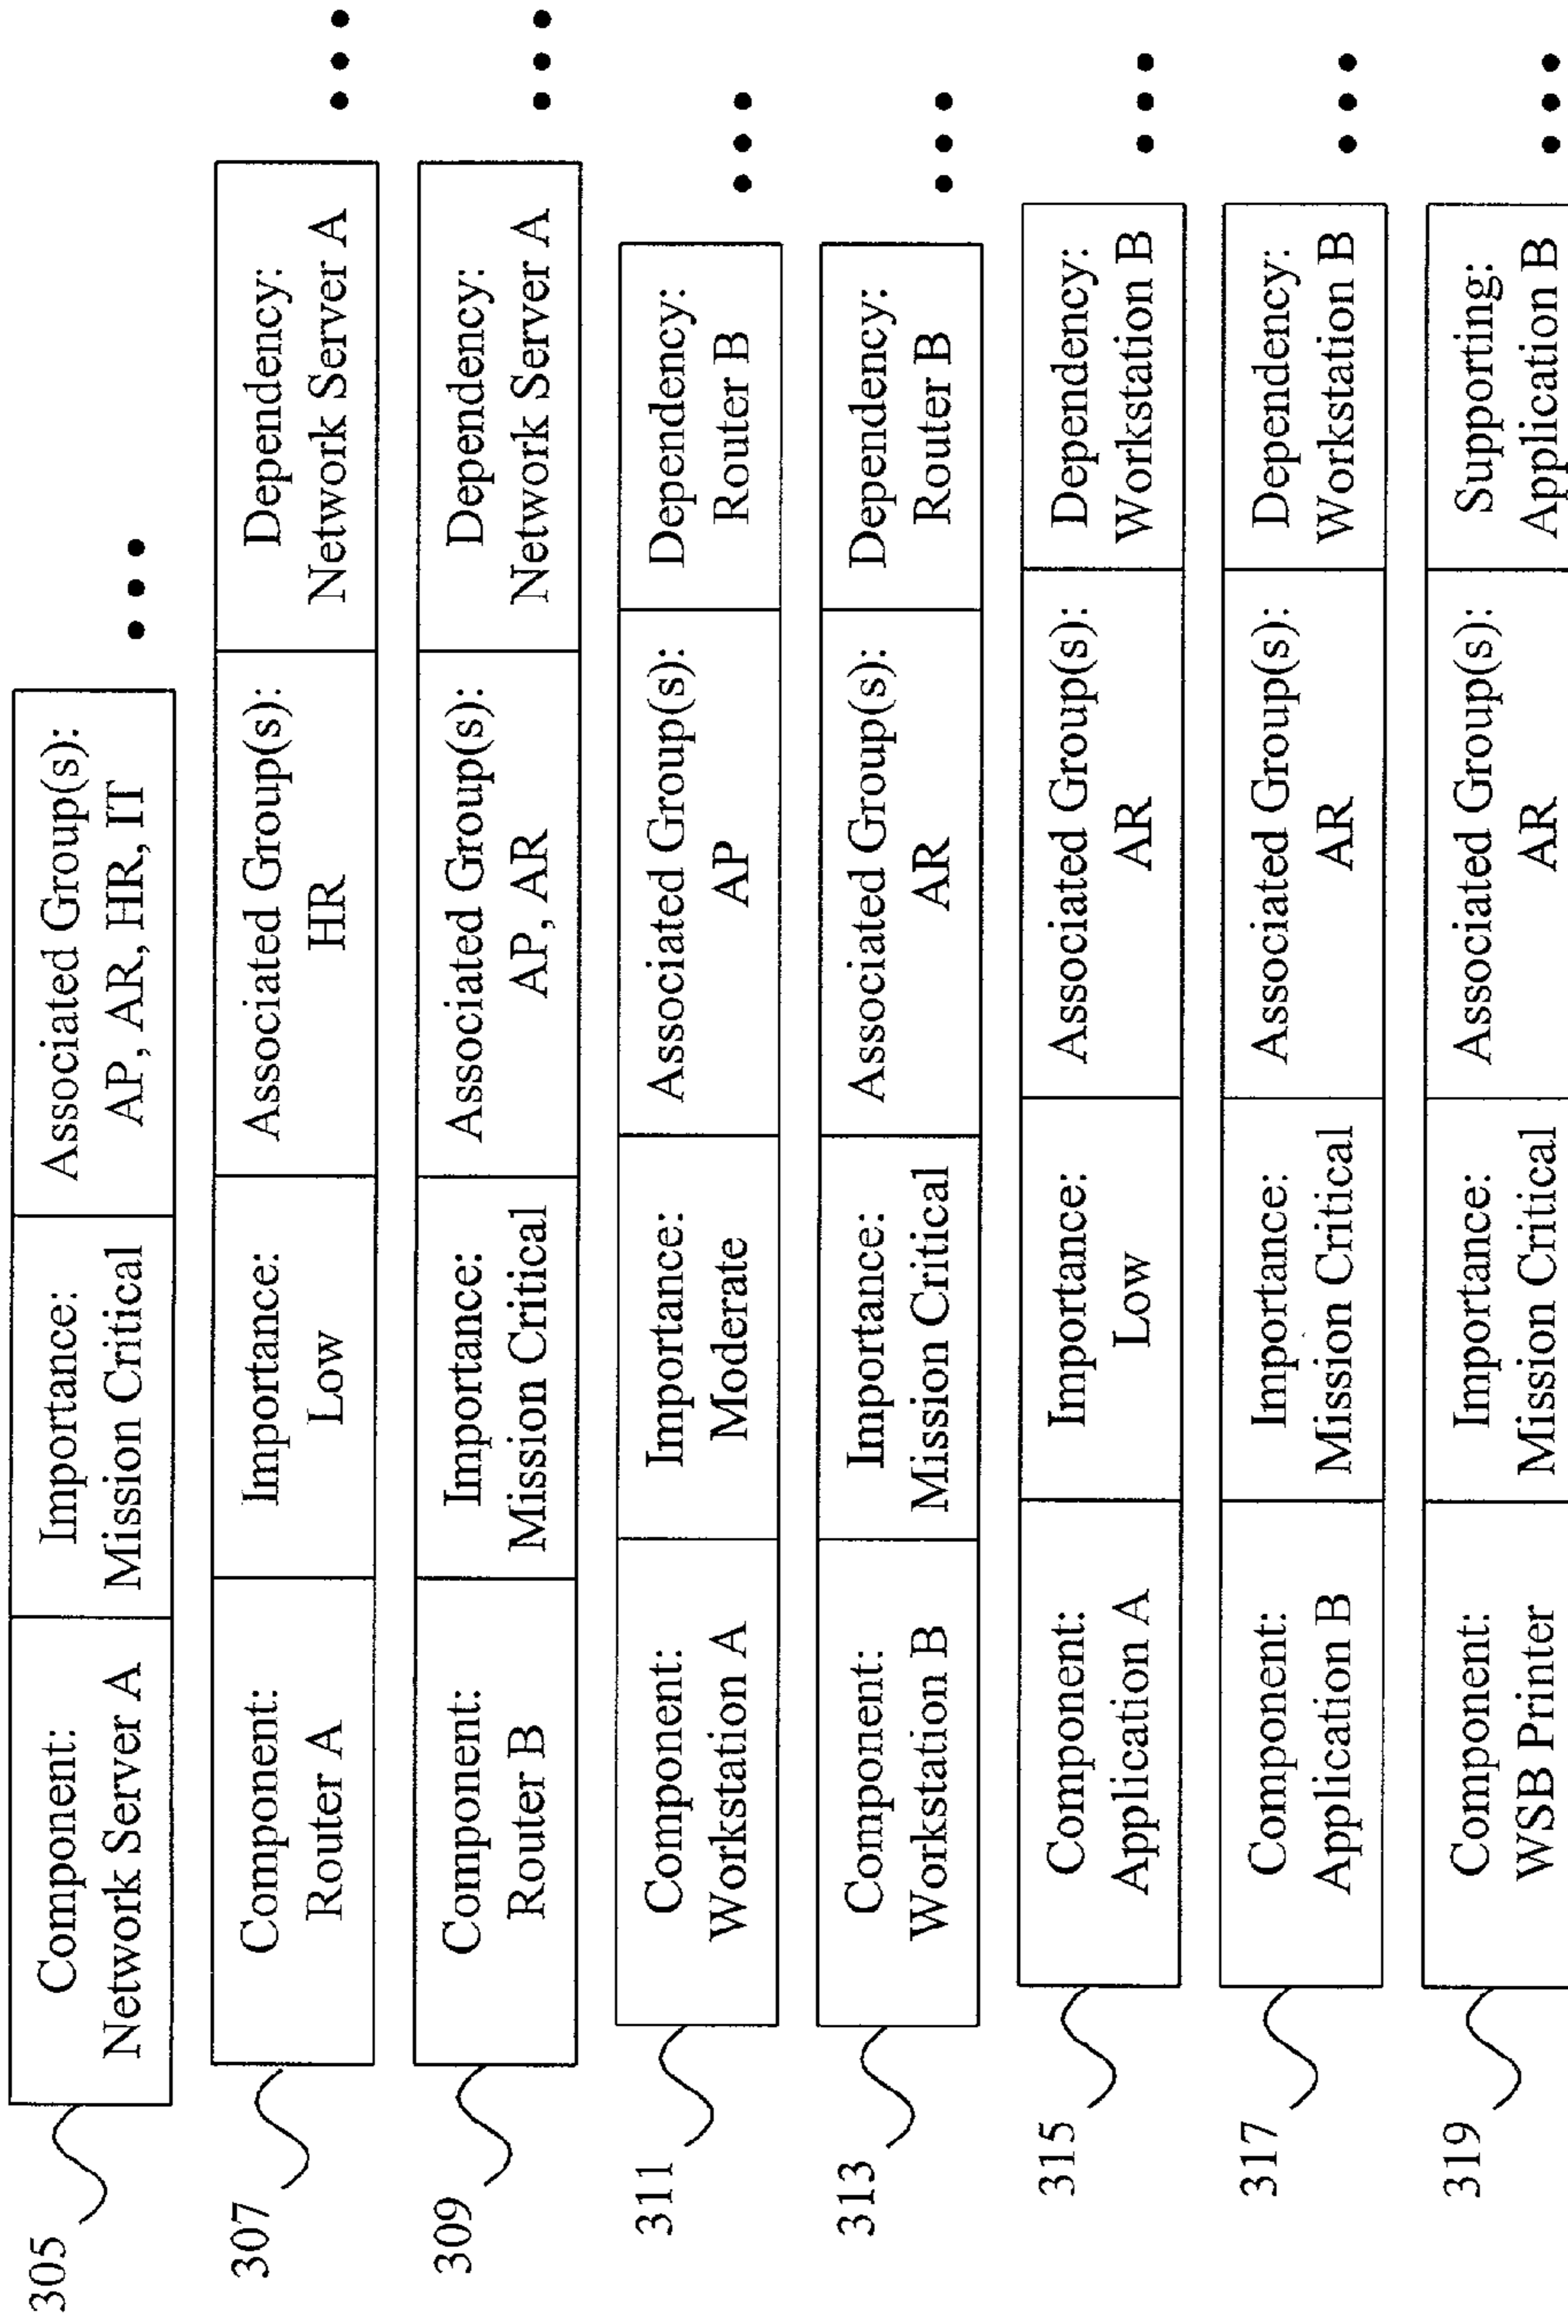 305
Component:
Network Server A
Importance:
Mission Critical
Associated Group(s):
AP, AR, HR, IT
307
Component:
Router A
Importance:
Low
Associated Group(s):
HR
Dependency:
Network Server A
309
Component:
Router B
Importance:
Mission Critical
Associated Group(s):
AP, AR
Dependency:
Network Server A
311
Component:
Workstation A
Importance:
Moderate
Associated Group(s):
AP
Dependency:
Router B
313
Component:
Workstation B
Importance:
Mission Critical
Associated Group(s):
AR
Dependency:
Router B
315
Component:
Application A
Importance:
Low
Associated Group(s):
AR
Dependency:
Workstation B
317
Component:
Application B
Importance:
Mission Critical
Associated Group(s):
AR
Dependency:
Workstation B
319
Component:
WSB Printer
Importance:
Mission Critical
Associated Group(s):
AR
Supporting:
Application B